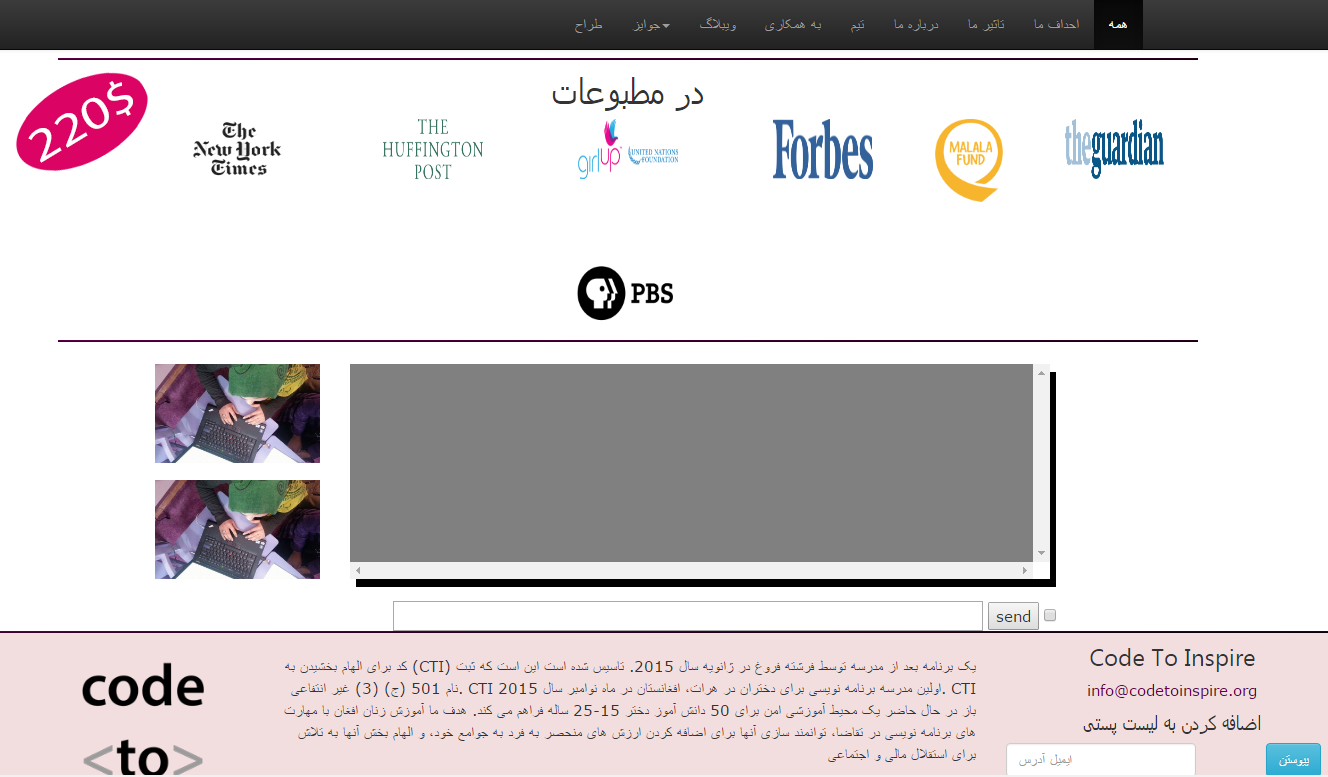 همه
اهداف ما
تاثیر ما
درباره ما
تیم
به همکاری
ویبلاگ
جوایز
طراح
220$
در مطبوعات
The New York Times
THE HUFFINGTON POST
girl up UNITED NATIONS FOUNDATION
Forbes
MALALA FUND
theguardian
PBS
send
Code To Inspire
info@codetoinspire.org
اضافه کردن به لیست پستی
ایمیل آدرس
پیوستن
یک برنامه بعد از مدرسه توسط فرشته فروغ در ژانویه سال 2015. تاسیس شده است این است که ثبت (CTI) کد برای الهام بخشیدن به
CTI .اولین مدرسه برنامه نویسی برای دختران در هرات، افغانستان در ماه نوامبر سال 2015 CTI .نام 501 (ج) (3) غیر انتفاعی
باز در حال حاضر یک محیط آموزشی امن برای 50 دانش آموز دختر 15-25 ساله فراهم می کند. هدف ما آموزش زنان افغان با مهارت
های برنامه نویسی در تقاضا، توانمند سازی آنها برای اضافه کردن ارزش های منحصر به فرد به جوامع خود، و الهام بخش آنها به تلاش
برای استقلال مالی و اجتماعی
code
<to>